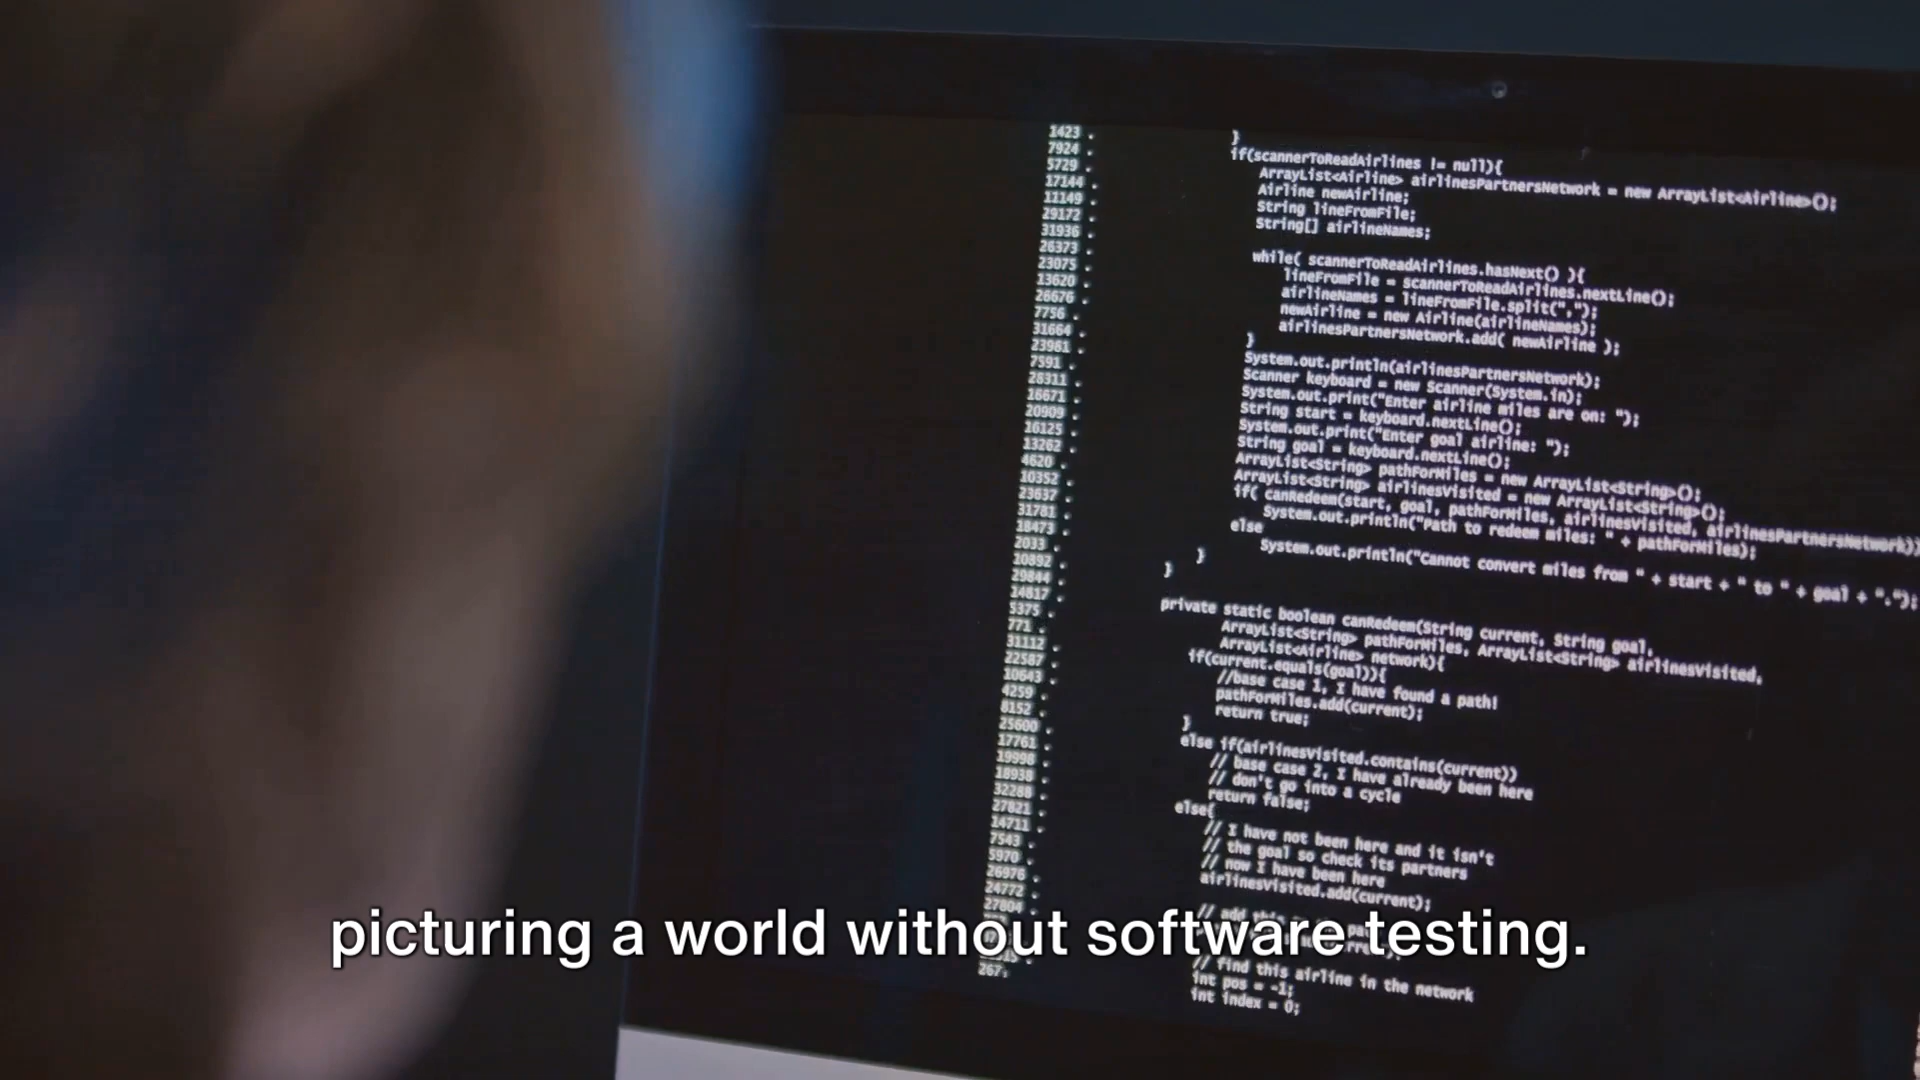 1423 .
7924 .
5729 .
17144 .
11149 .
29172 .
31936 .
26373 .
23075 .
13620 .
26676 .
7756 .
31664 .
23981 .
7591 .
28311 .
16671 .
20909 .
16125 .
13262 .
4620 .
10352 .
23637 .
31781 .
18473 .
2033 .
10892 .
29844 .
14817 .
5375 .
771 .
31112 .
22587 .
10643 .
4259 .
8152 .
25600 .
17761 .
19998 .
18938 .
32288 .
27821 .
14711 .
7543 .
5970 .
26976 .
24772 .
27804 .
267.
}
if(scannerToReadAirlines != null){
ArrayList<Airline> airlinesPartnersNetwork = new ArrayList<Airline>();
Airline newAirline;
String lineFromFile;
String[] airlineNames;
while( scannerToReadAirlines.hasNext() ){
lineFromFile = scannerToReadAirlines.nextLine();
airlineNames = lineFromFile.split(",");
newAirline = new Airline(airlineNames);
airlinesPartnersNetwork.add( newAirline );
}
System.out.println(airlinesPartnersNetwork);
Scanner keyboard = new Scanner(System.in);
System.out.print("Enter airline miles are on: ");
String start = keyboard.nextLine();
System.out.print("Enter goal airline: ");
String goal = keyboard.nextLine();
ArrayList<String> pathForMiles = new ArrayList<String>();
ArrayList<String> airlinesVisited = new ArrayList<String>();
if( canRedeem(start, goal, pathForMiles, airlinesVisited, airlinesPartnersNetwork))
System.out.println("Path to redeem miles: " + pathForMiles);
else
System.out.println("Cannot convert miles from " + start + " to " + goal + ".");
}
}
private static boolean canRedeem(String current, String goal,
ArrayList<String> pathForMiles, ArrayList<String> airlinesVisited,
ArrayList<Airline> network){
if(current.equals(goal)){
//base case 1, I have found a path!
pathForMiles.add(current);
return true;
}
else if(airlinesVisited.contains(current))
// base case 2, I have already been here
// don't go into a cycle
return false;
else{
// I have not been here and it isn't
// the goal so check its partners
// now I have been here
airlinesVisited.add(current);
// add this
picturing a world without software testing.
// find this airline in the network
int pos = -1;
int index = 0;